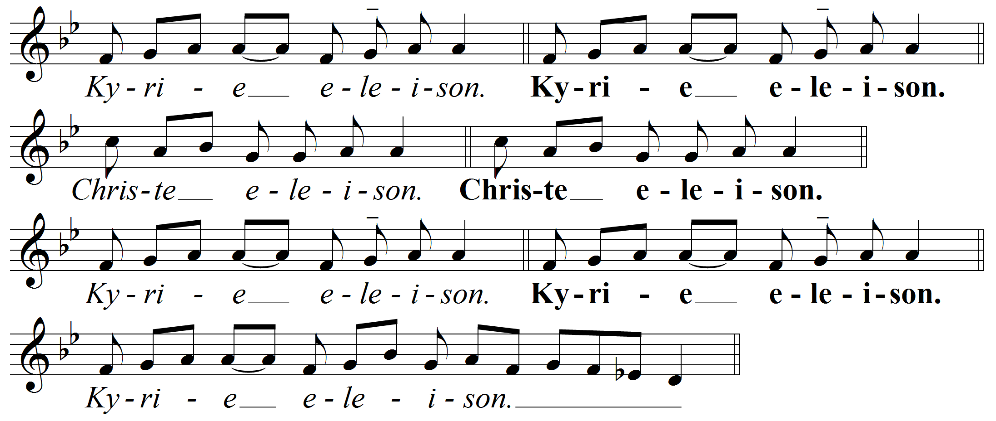 Ky - ri - e e - le - i - son. Ky - ri - e e - le - i - son.
Chris - te e - le - i - son. Chris - te e - le - i - son.
Ky - ri - e e - le - i - son. Ky - ri - e e - le - i - son.
Ky - ri - e e - le - i - son.